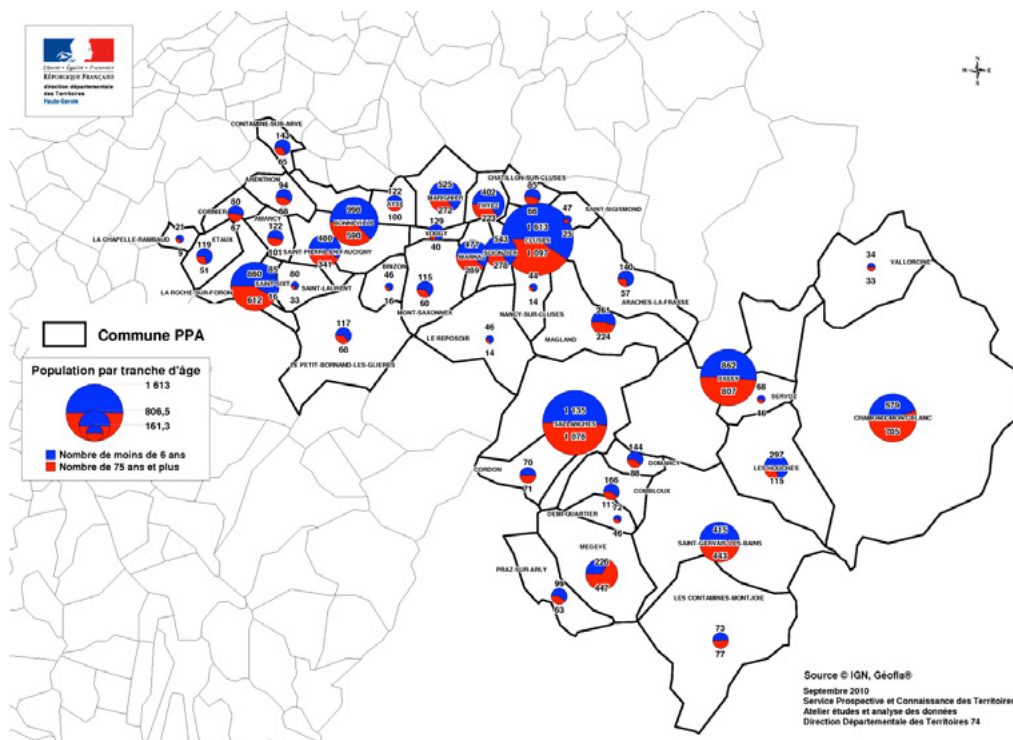 Liberté • Égalité • Fraternité
RÉPUBLIQUE FRANÇAISE
direction départementale
des Territoires
Haute-Savoie
N
W E
S
CONTAMINE-SUR-ARVE
143
65
ARENTHON
94
68
CORNIER
80
67
AMANCY
122
101
LA CHAPELLE-RAMBAUD
21
9
ETAUX
119
51
998
BONNEVILLE
590
122
AYSE
100
525
MARIGNIER
272
402
THYEZ
223
CHATILLON-SUR-CLUSES
85
66
SAINT-SIGISMOND
47
25
1 613
CLUSES
1 097
129
VOUGY
40
480
SAINT-PIERRE-EN-FAUCIGNY
341
477
MARNAZ
289
543
SCIONZIER
278
860
LA ROCHE-SUR-FORON
612
85
SAINT-SIXT
16
80
SAINT-LAURENT
33
BRIZON
46
16
115
60
MONT-SAXONNEX
44
14
NANCY-SUR-CLUSES
140
57
ARACHES-LA-FRASSE
261
224
MAGLAND
117
68
LE PETIT-BORNAND-LES-GLIERES
46
LE REPOSOIR
14
34
VALLORCINE
33
862
PASSY
807
68
SERVOZ
46
579
CHAMONIX-MONT-BLANC
705
1 135
SALLANCHES
1 078
144
DOMANCY
88
297
LES HOUCHES
115
CORDON
70
71
166
COMBLOUX
DEMI-QUARTIER
72
46
415
SAINT-GERVAIS-LES-BAINS
443
MEGEVE
226
447
PRAZ-SUR-ARLY
99
63
LES CONTAMINES-MONTJOIE
73
77
Commune PPA
Population par tranche d'âge
1 613
806,5
161,3
Nombre de moins de 6 ans
Nombre de 75 ans et plus
Source © IGN, Géofla®
Septembre 2010
Service Prospective et Connaissance des Territoires
Atelier études et analyse des données
Direction Départementale des Territoires 74